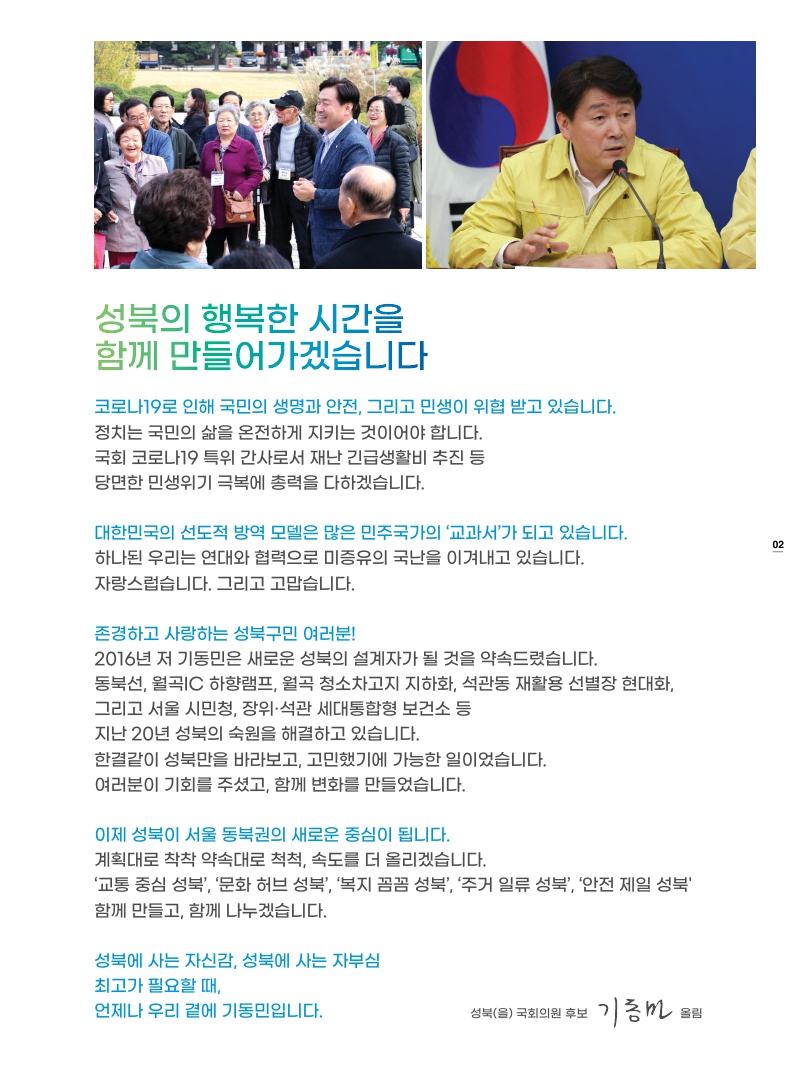 성북의 행복한 시간을
함께 만들어가겠습니다
코로나19로 인해 국민의 생명과 안전, 그리고 민생이 위협 받고 있습니다.
정치는 국민의 삶을 온전하게 지키는 것이어야 합니다.
국회 코로나19 특위 간사로서 재난 긴급생활비 추진 등
당면한 민생위기 극복에 총력을 다하겠습니다.
대한민국의 선도적 방역 모델은 많은 민주국가의 ‘교과서’가 되고 있습니다.
하나된 우리는 연대와 협력으로 미증유의 국난을 이겨내고 있습니다.
자랑스럽습니다. 그리고 고맙습니다.
02
존경하고 사랑하는 성북구민 여러분!
2016년 저 기동민은 새로운 성북의 설계자가 될 것을 약속드렸습니다.
동북선, 월곡IC 하향램프, 월곡 청소차고지 지하화, 석관동 재활용 선별장 현대화,
그리고 서울 시민청, 장위·석관 세대통합형 보건소 등
지난 20년 성북의 숙원을 해결하고 있습니다.
한결같이 성북만을 바라보고, 고민했기에 가능한 일이었습니다.
여러분이 기회를 주셨고, 함께 변화를 만들었습니다.
이제 성북이 서울 동북권의 새로운 중심이 됩니다.
계획대로 착착 약속대로 척척, 속도를 더 올리겠습니다.
‘교통 중심 성북’, ‘문화 허브 성북’, ‘복지 꼼꼼 성북’, ‘주거 일류 성북’, ‘안전 제일 성북'
함께 만들고, 함께 나누겠습니다.
성북에 사는 자신감, 성북에 사는 자부심
최고가 필요할 때,
언제나 우리 곁에 기동민입니다.
성북(을) 국회의원 후보 기동민 올림